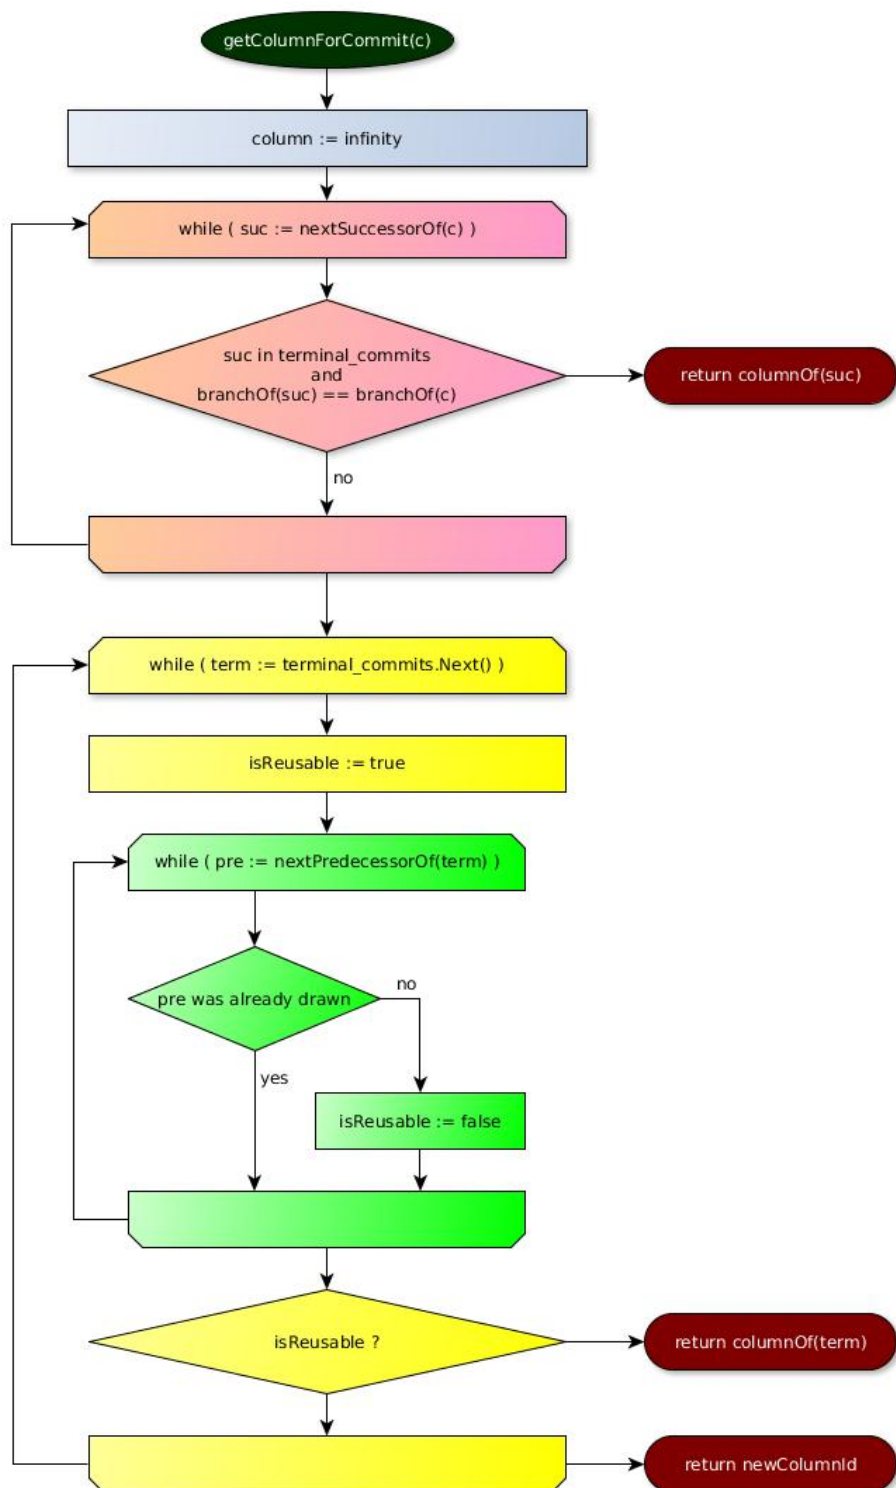 getColumnForCommit(c)
column := infinity
while ( suc := nextSuccessorOf(c) )
suc in terminal_commits
and
branchOf(suc) == branchOf(c)
return columnOf(suc)
no
while ( term := terminal_commits.Next() )
isReusable := true
while ( pre := nextPredecessorOf(term) )
pre was already drawn
no
yes
isReusable := false
isReusable ?
return columnOf(term)
return newColumnId